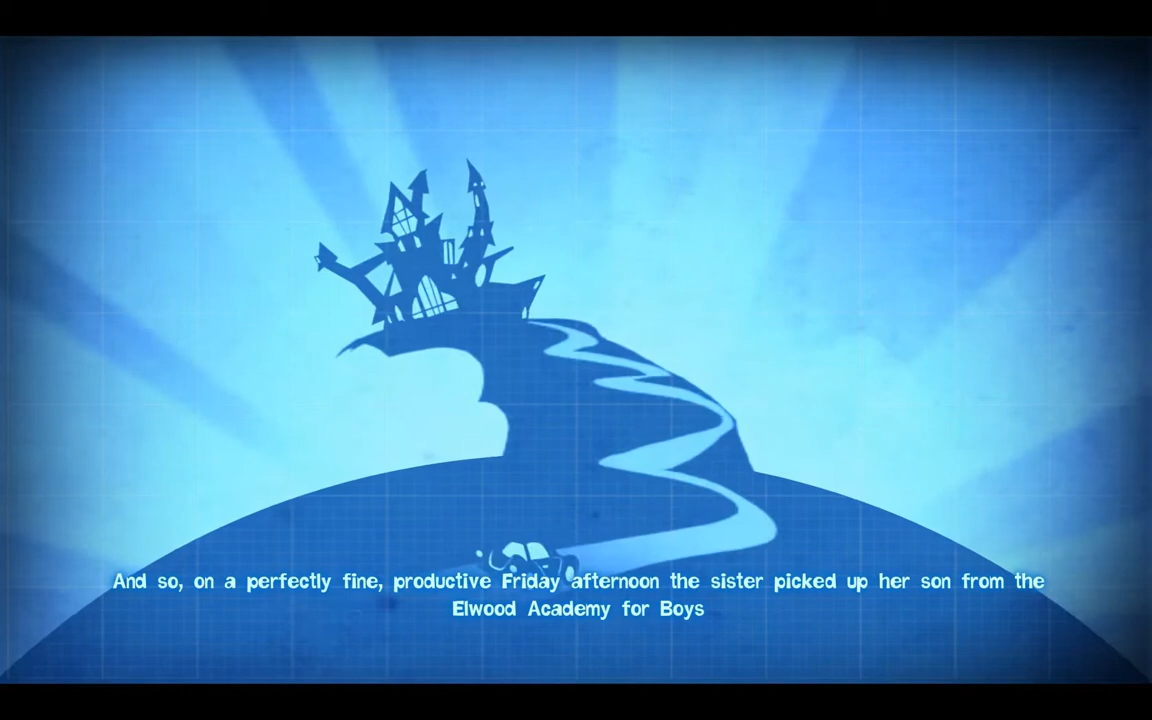 And so, on a perfectly fine, productive Friday afternoon the sister picked up her son from the
Elwood Academy for Boys